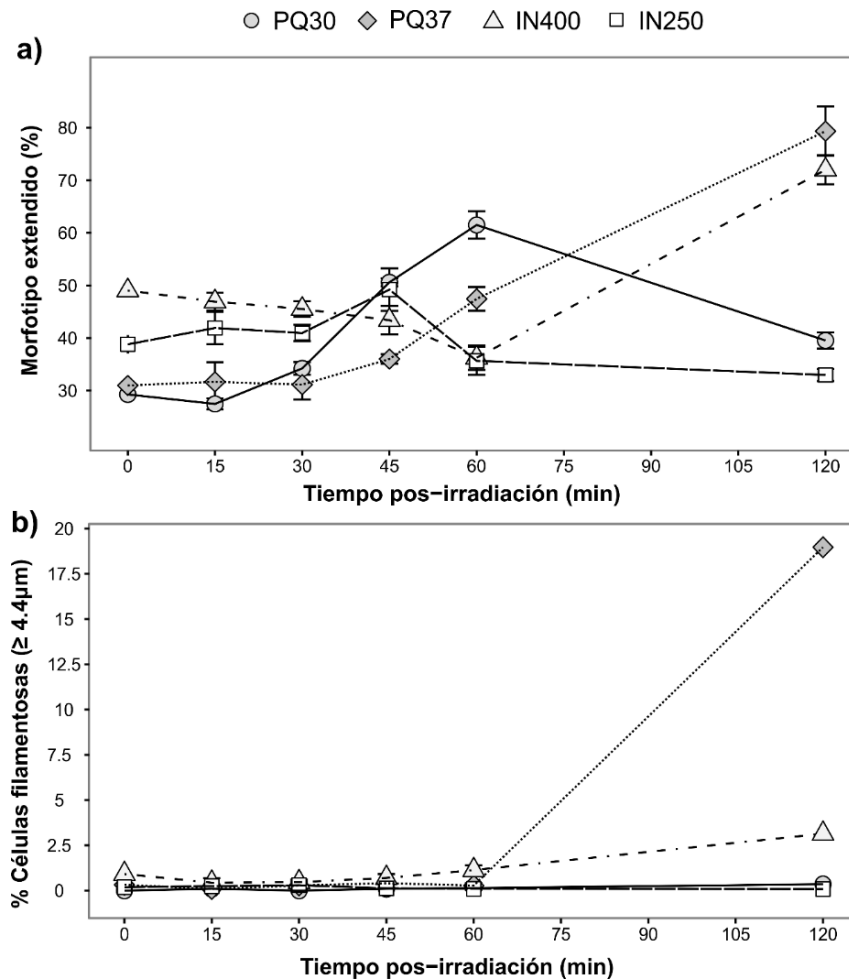 PQ30 PQ37 IN400 IN250
a)
Morfotipo extendido (%)
80
70
60
50
40
30
0 15 30 45 60 75 90 105 120
Tiempo pos−irradiación (min)
b)
% Células filamentosas (≥ 4.4µm)
20
17.5
15
12.5
10
7.5
5
2.5
0
0 15 30 45 60 75 90 105 120
Tiempo pos−irradiación (min)